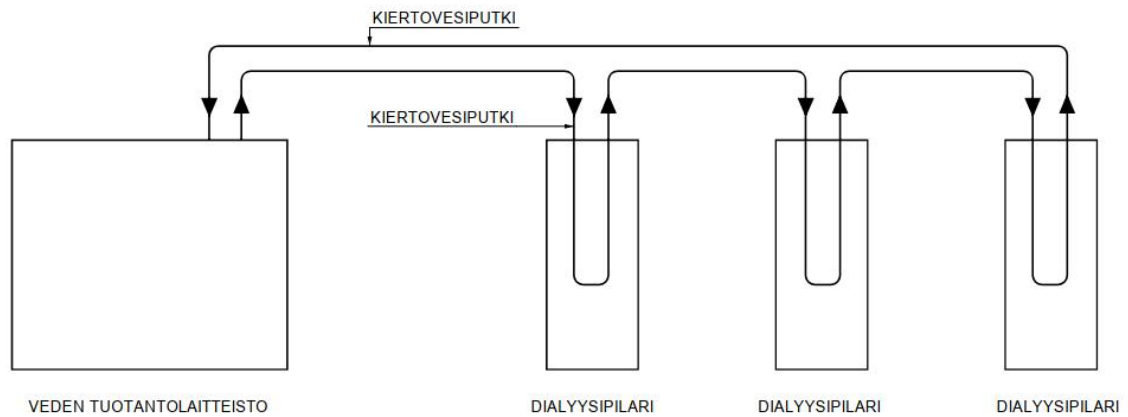 KIERTOVESIPUTKI
KIERTOVESIPUTKI
VEDEN TUOTANTOLAITTEISTO
DIALYYSIPILARI
DIALYYSIPILARI
DIALYYSIPILARI